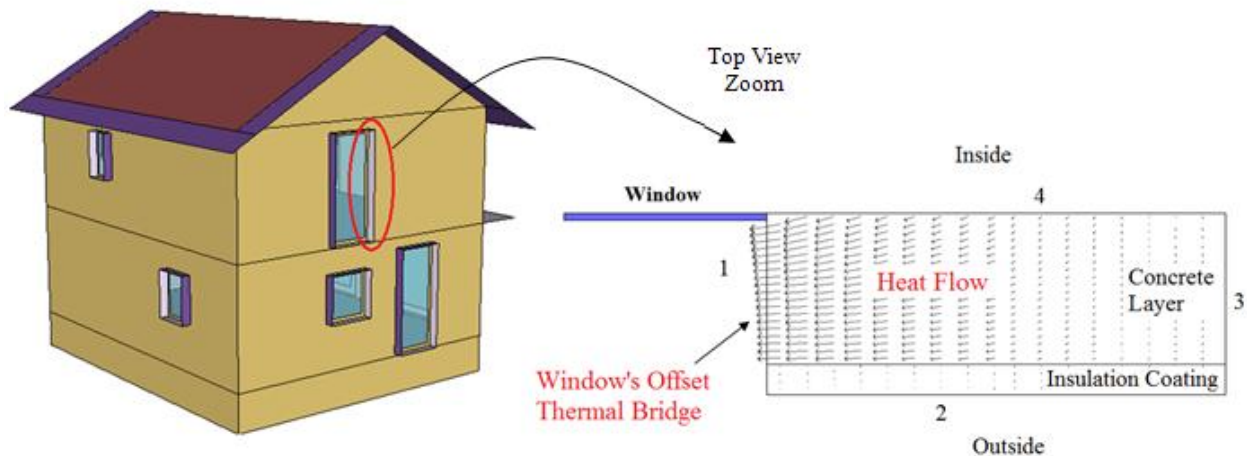 Top View
Zoom
Inside
Window
4
1
Heat Flow
Concrete
Layer
3
Window's Offset
Thermal Bridge
Insulation Coating
2
Outside